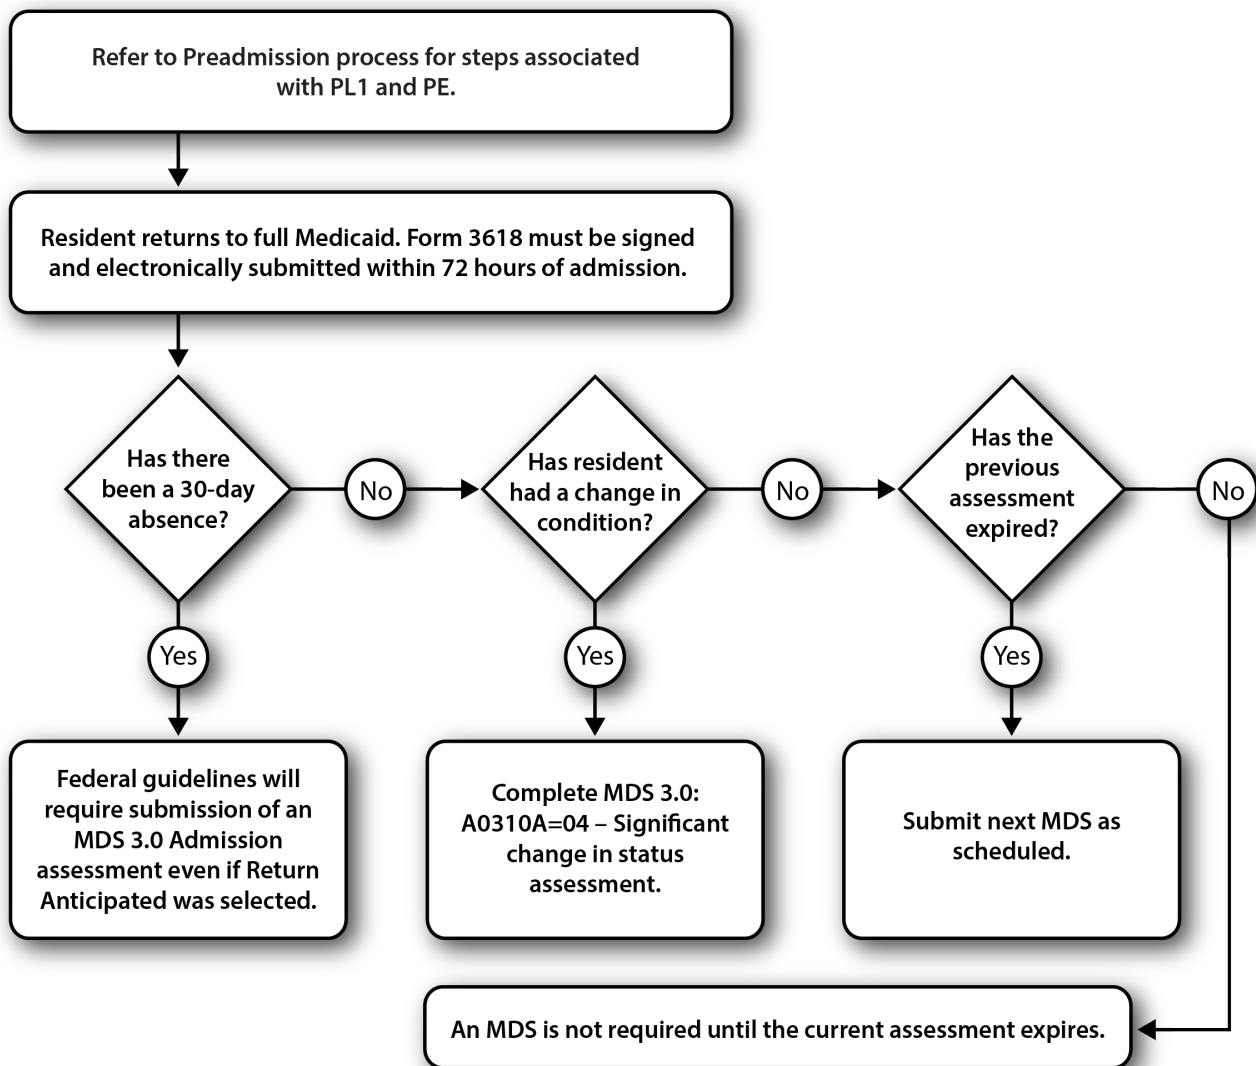 Refer to Preadmission process for steps associated
with PL1 and PE.
Resident returns to full Medicaid. Form 3618 must be signed
and electronically submitted within 72 hours of admission.
Has there
been a 30-day
absence?
No
Has resident
had a change in
condition?
No
Has the
previous
assessment
expired?
No
Yes
Yes
Yes
Federal guidelines will
require submission of an
MDS 3.0 Admission
assessment even if Return
Anticipated was selected.
Complete MDS 3.0:
A0310A=04 – Significant
change in status
assessment.
Submit next MDS as
scheduled.
An MDS is not required until the current assessment expires.